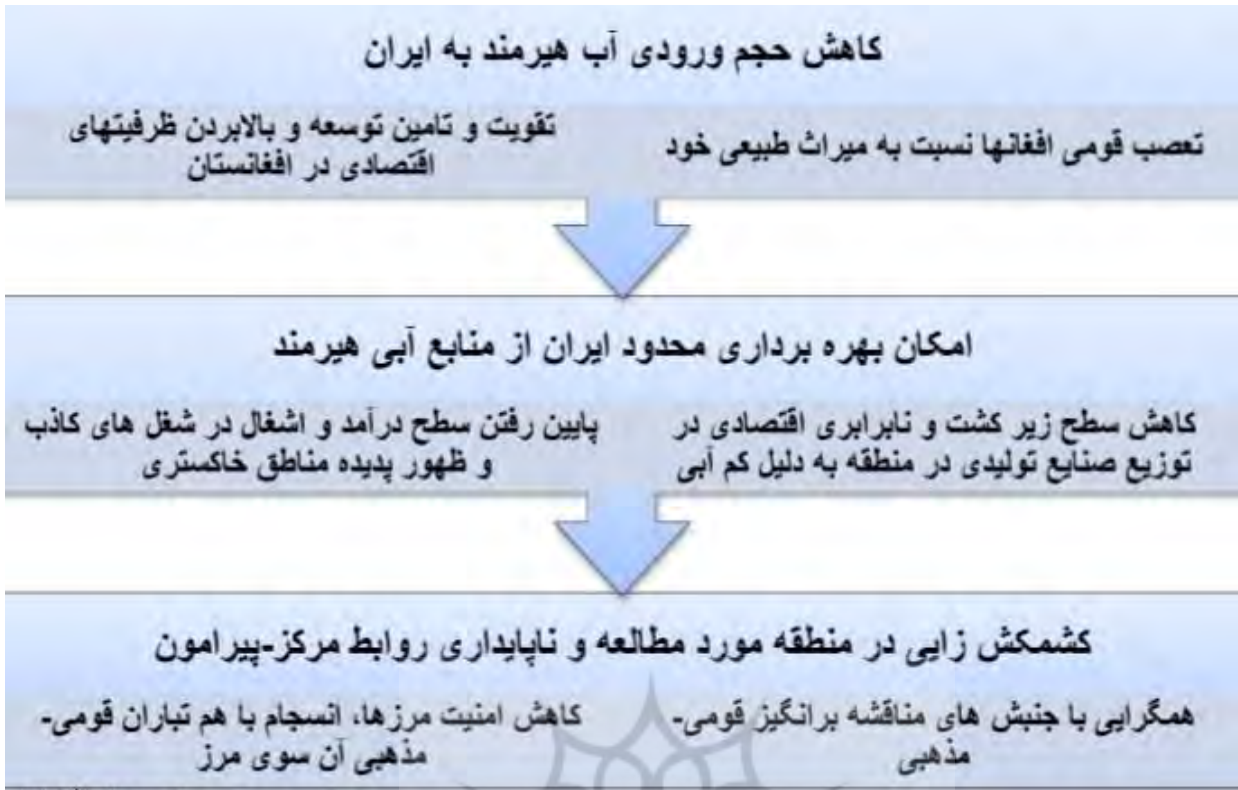 کاهش حجم ورودی آب هیرمند به ایران
تعصب قومی افغانها نسبت به میراث طبیعی خود
تقویت و تامین توسعه و بالابردن ظرفیتهای
اقتصادی در افغانستان
امکان بهره برداری محدود ایران از منابع آبی هیرمند
کاهش سطح زیر کشت و نابرابری اقتصادی در
توزیع صنایع تولیدی در منطقه به دلیل کم آبی
پایین رفتن سطح درآمد و اشغال در شغل های کاذب
و ظهور پدیده مناطق خاکستری
کشمکش زایی در منطقه مورد مطالعه و ناپایداری روابط مرکز-پیرامون
همگرایی با جنبش های مناقشه برانگیز قومی-
مذهبی
کاهش امنیت مرزها، انسجام با هم تباران قومی-
مذهبی آن سوی مرز